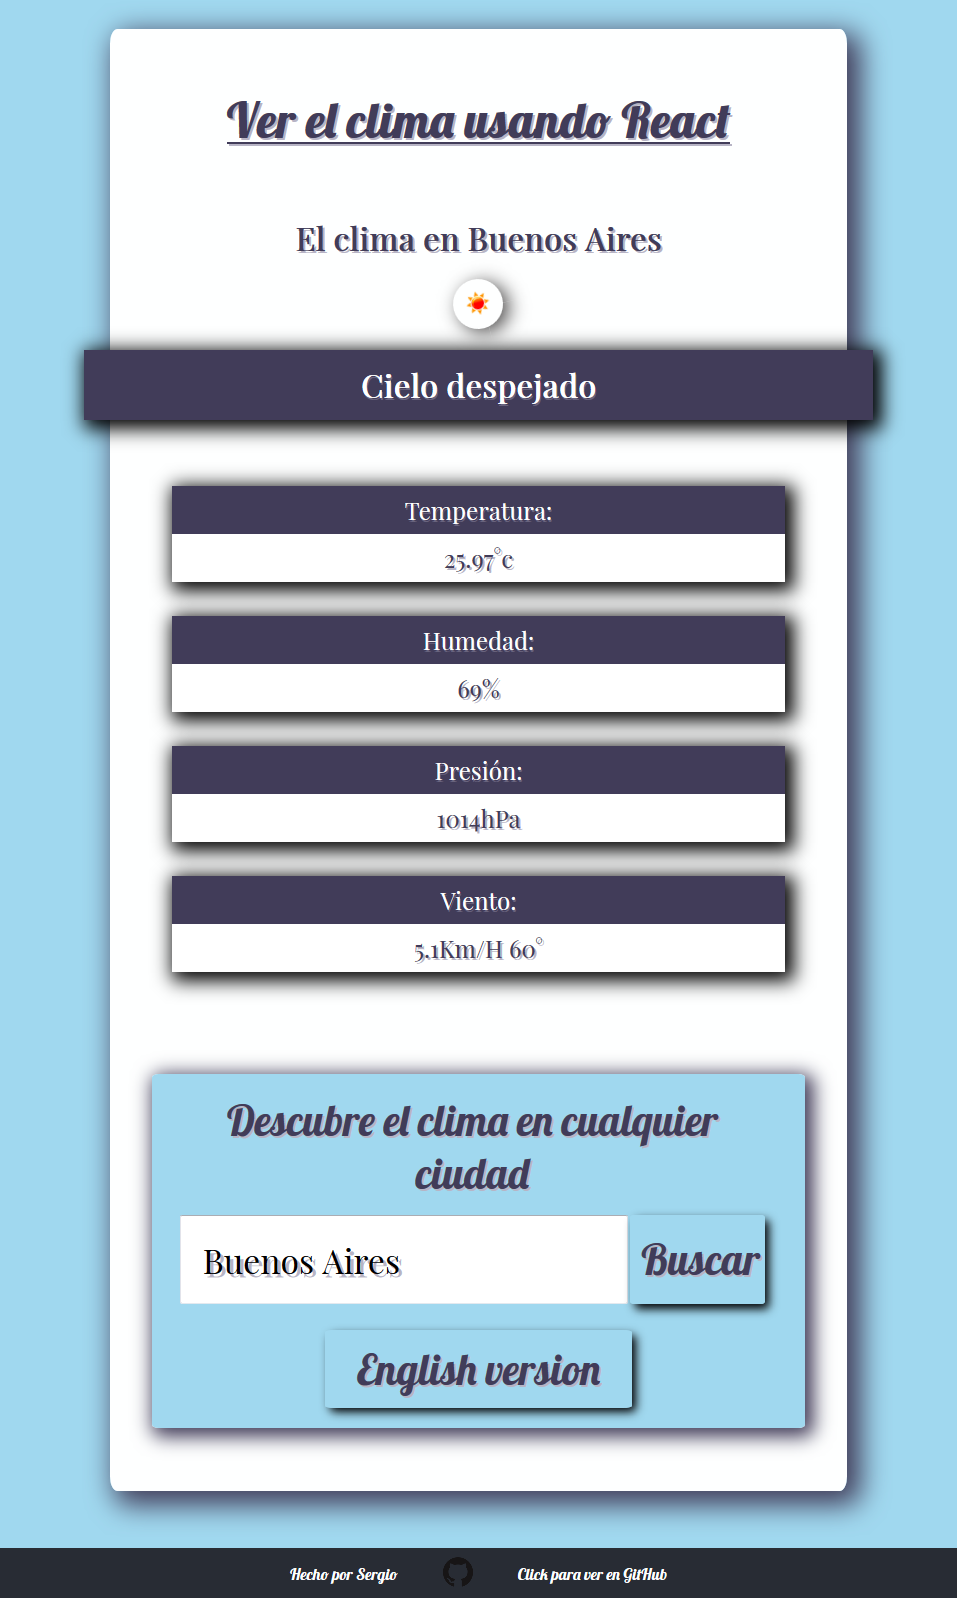 Ver el clima usando React
El clima en Buenos Aires
Cielo despejado
Temperatura:
25.97°c
Humedad:
69%
Presión:
1014hPa
Viento:
5.1Km/H 60°
Descubre el clima en cualquier
ciudad
Buenos Aires
Buscar
English version
Hecho por Sergio
Click para ver en GitHub